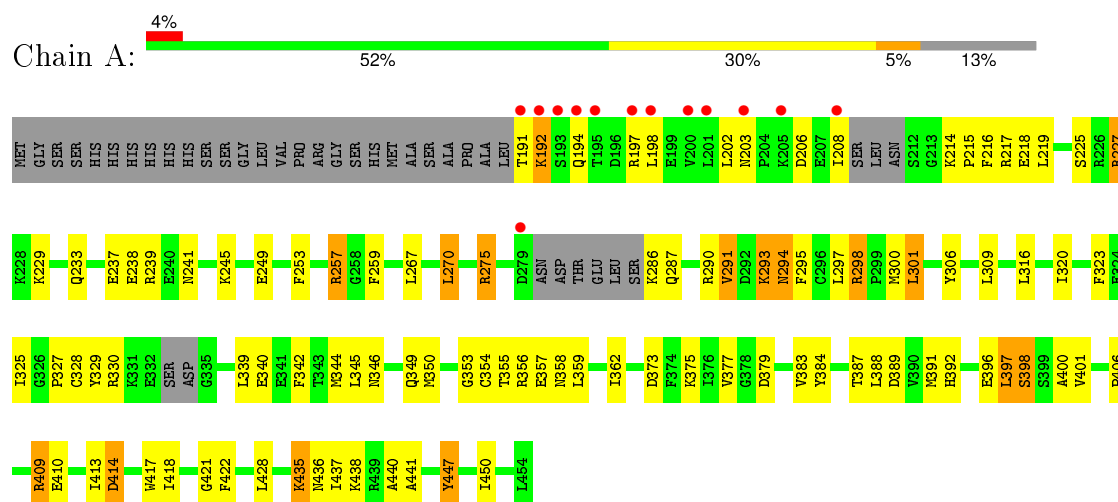 4%
Chain A:
52% 30% 5% 13%
MET GLY SER SER HIS HIS HIS HIS HIS HIS SER SER GLY LEU VAL PRO ARG GLY SER HIS MET ALA SER ALA ALA LEU T191 K192 S193 Q194 T195 D196 R197 L198 E199 V200 L201 L202 N203 P204 K205 D206 E207 I208 SER LEU ASN S212 G213 K214 P215 F216 R217 E218 L219 S225 R226
K228 K229 Q233 E237 E238 R239 E240 N241 K245 E249 F253 R257 G258 F259 L267 L270 R275 D279 ASN ASP THR GLU LEU SER K286 Q287 R290 V291 D292 K293 N294 F295 C296 L297 R298 P299 M300 L301 Y306 L309 L316 I320 F323
I325 G326 P327 C328 Y329 R330 K331 E332 SER ASP G335 L339 E340 E341 F342 T343 M344 L345 N346 Q349 M350 G353 C354 T355 R356 E357 N358 L359 I362 D373 F374 K375 I376 V377 G378 D379 V383 Y384 T387 L388 D389 V390 M391 H392 E396 L397 S398 S399 A400 V401
R409 E410 I413 D414 W417 I418 G421 F422 L428 K435 N436 I437 K438 R439 A440 A441 Y447 I450 L454